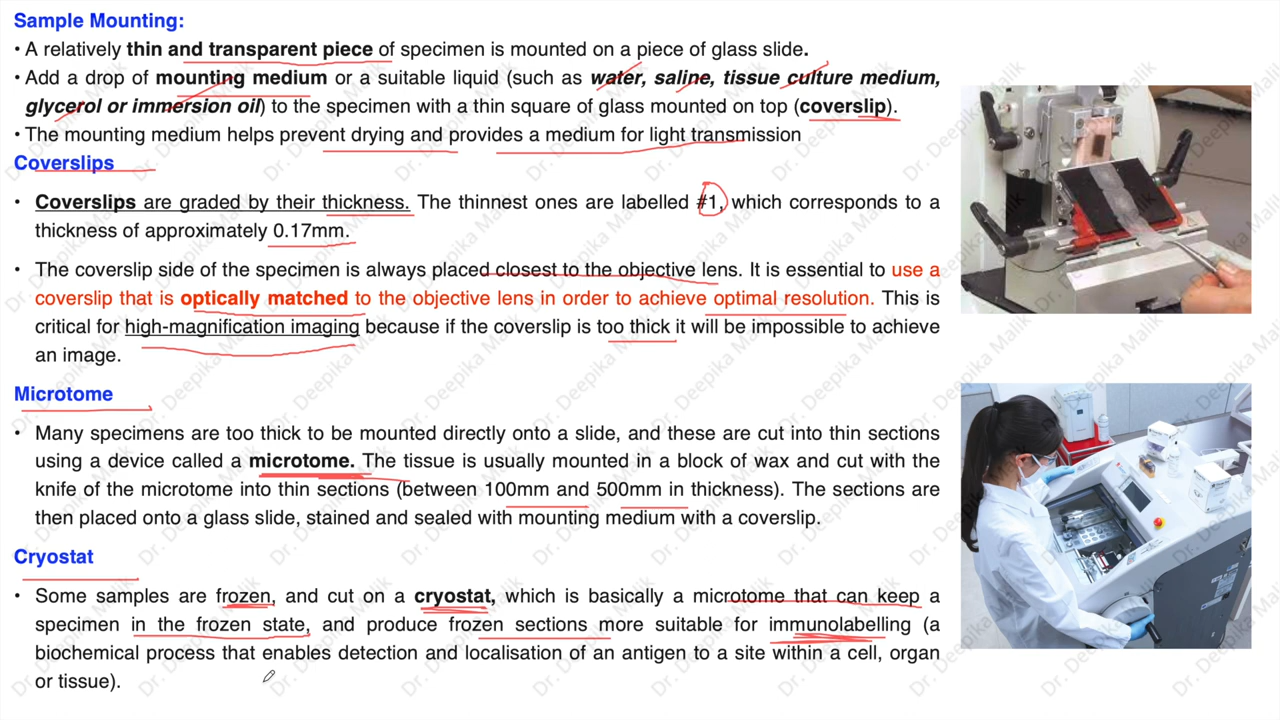 Sample Mounting:
• A relatively thin and transparent piece of specimen is mounted on a piece of glass slide.
• Add a drop of mounting medium or a suitable liquid (such as water, saline, tissue culture medium,
glycerol or immersion oil) to the specimen with a thin square of glass mounted on top (coverslip).
• The mounting medium helps prevent drying and provides a medium for light transmission
Coverslips
• Coverslips are graded by their thickness. The thinnest ones are labelled #1, which corresponds to a
thickness of approximately 0.17mm.
• The coverslip side of the specimen is always placed closest to the objective lens. It is essential to use a
coverslip that is optically matched to the objective lens in order to achieve optimal resolution. This is
critical for high-magnification imaging because if the coverslip is too thick it will be impossible to achieve
an image.
Microtome
• Many specimens are too thick to be mounted directly onto a slide, and these are cut into thin sections
using a device called a microtome. The tissue is usually mounted in a block of wax and cut with the
knife of the microtome into thin sections (between 100mm and 500mm in thickness). The sections are
then placed onto a glass slide, stained and sealed with mounting medium with a coverslip.
Cryostat
• Some samples are frozen, and cut on a cryostat, which is basically a microtome that can keep a
specimen in the frozen state, and produce frozen sections more suitable for immunolabelling (a
biochemical process that enables detection and localisation of an antigen to a site within a cell, organ
or tissue).
Dr. Deepika Malik